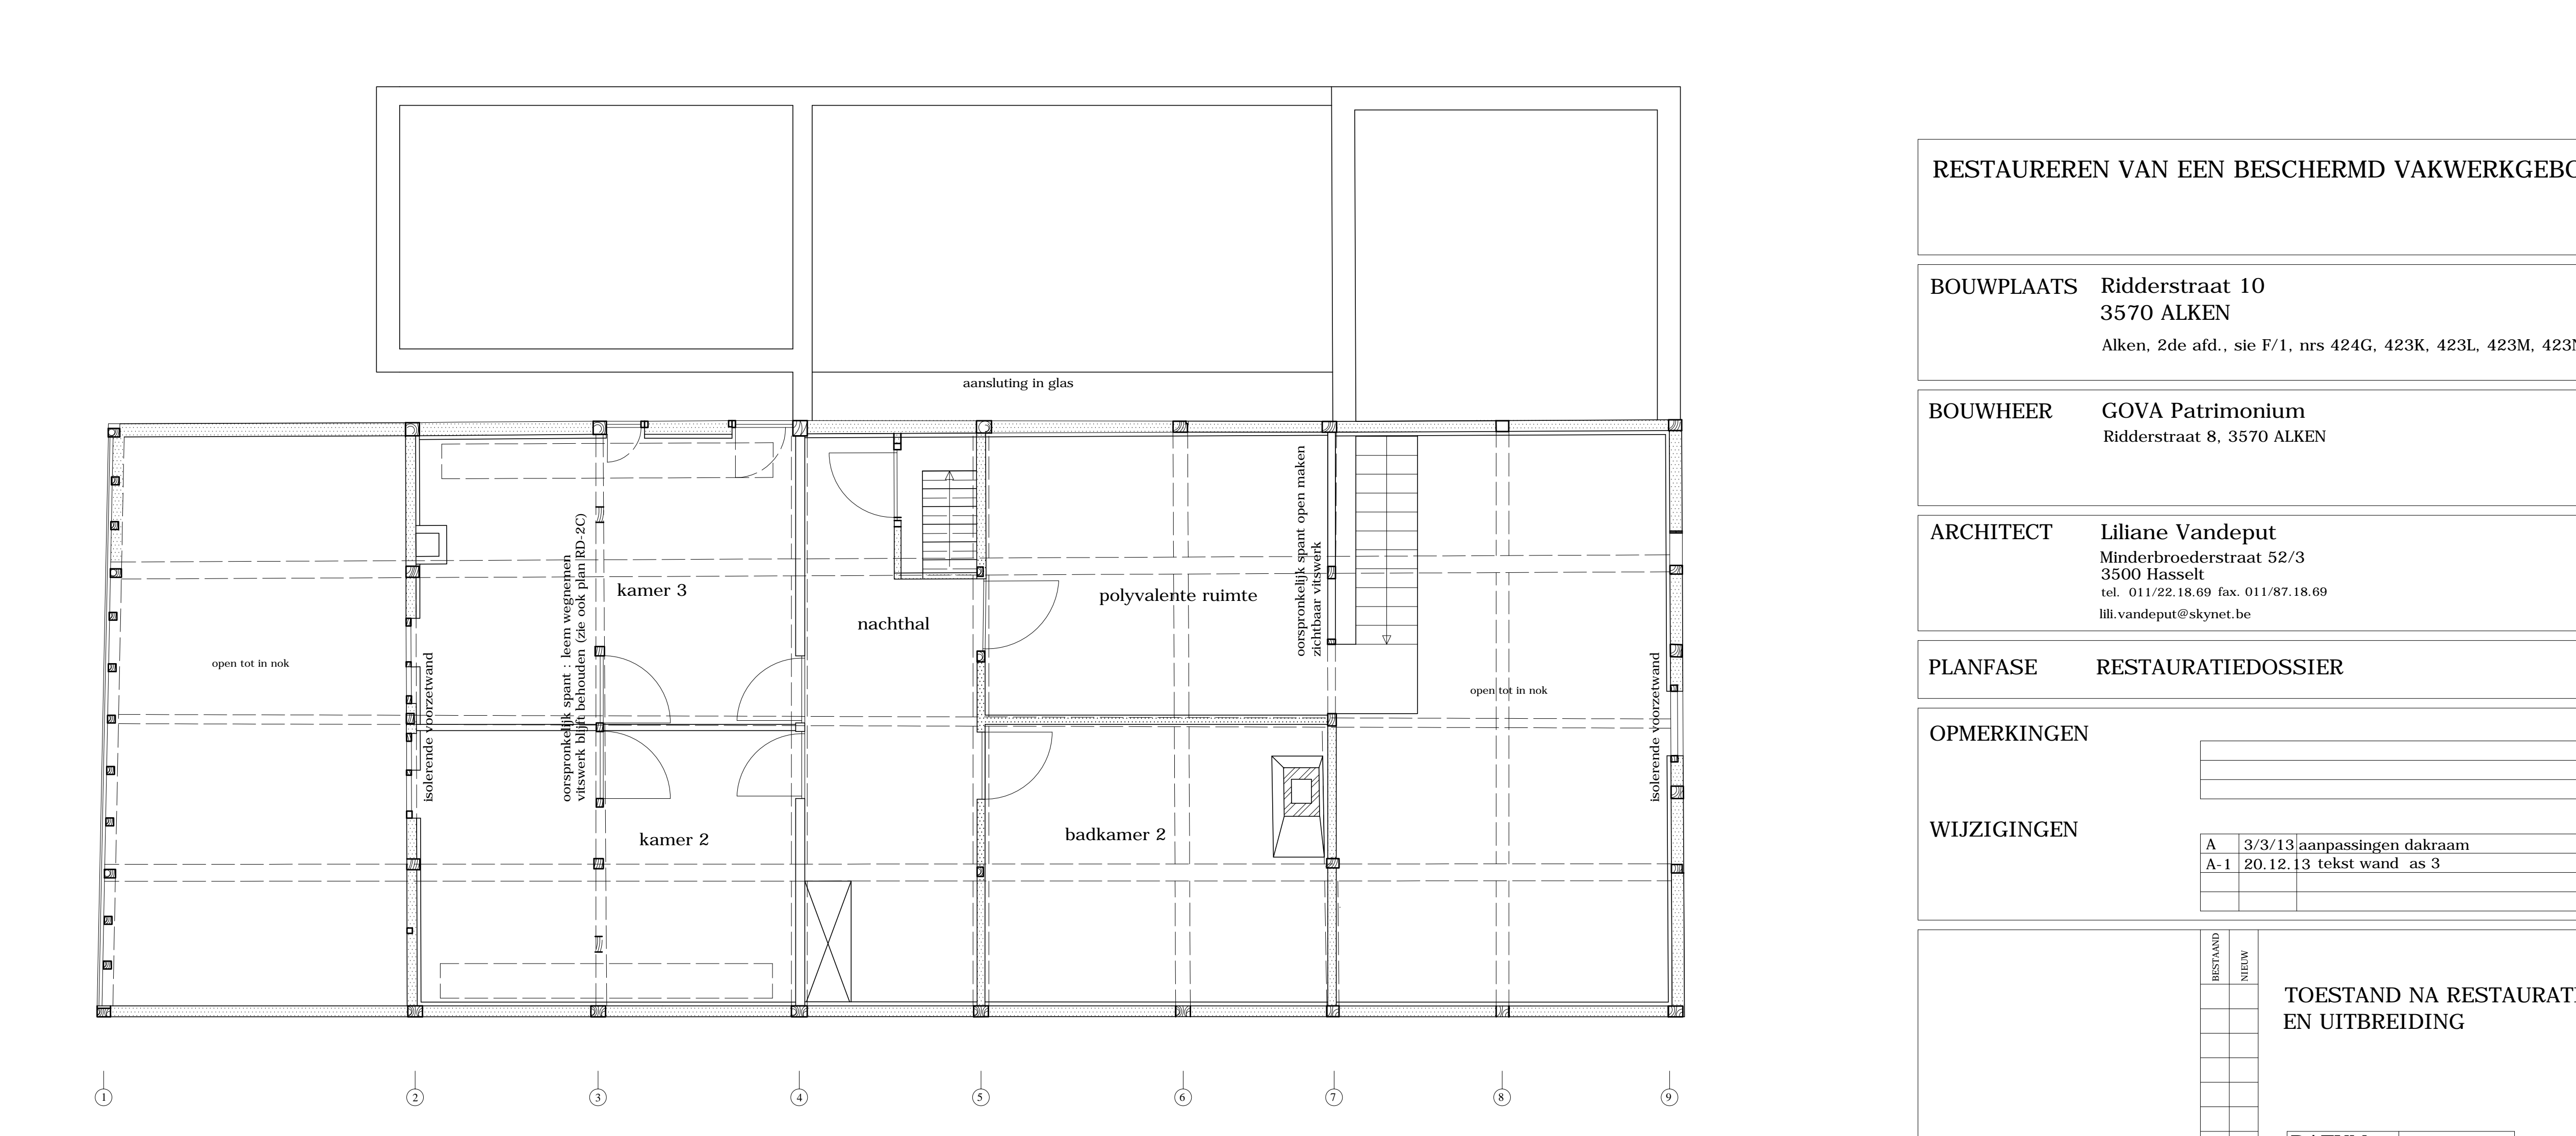 aansluting in glas
oorspronkelijk spant open maken
zichtbaar vitswerk
oorspronkelijk spant : leem wegnemen
vitswerk blijft behouden (zie ook plan RD-2C)
kamer 3
polyvalente ruimte
nachthal
open tot in nok
isolerende voorzetwand
open tot in nok
isolerende voorzetwand
kamer 2
badkamer 2
1 2 3 4 5 6 7 8 9
RESTAUREREN VAN EEN BESCHERMD VAKWERKGEBO
BOUWPLAATS Ridderstraat 10
3570 ALKEN
Alken, 2de afd., sie F/1, nrs 424G, 423K, 423L, 423M, 423N
BOUWHEER GOVA Patrimonium
Ridderstraat 8, 3570 ALKEN
ARCHITECT Liliane Vandeput
Minderbroederstraat 52/3
3500 Hasselt
tel. 011/22.18.69 fax. 011/87.18.69
lili.vandeput@skynet.be
PLANFASE RESTAURATIEDOSSIER
OPMERKINGEN
WIJZIGINGEN
A 3/3/13 aanpassingen dakraam
A-1 20.12.13 tekst wand as 3
BESTAAND
NIEUW
TOESTAND NA RESTAURATI
EN UITBREIDING